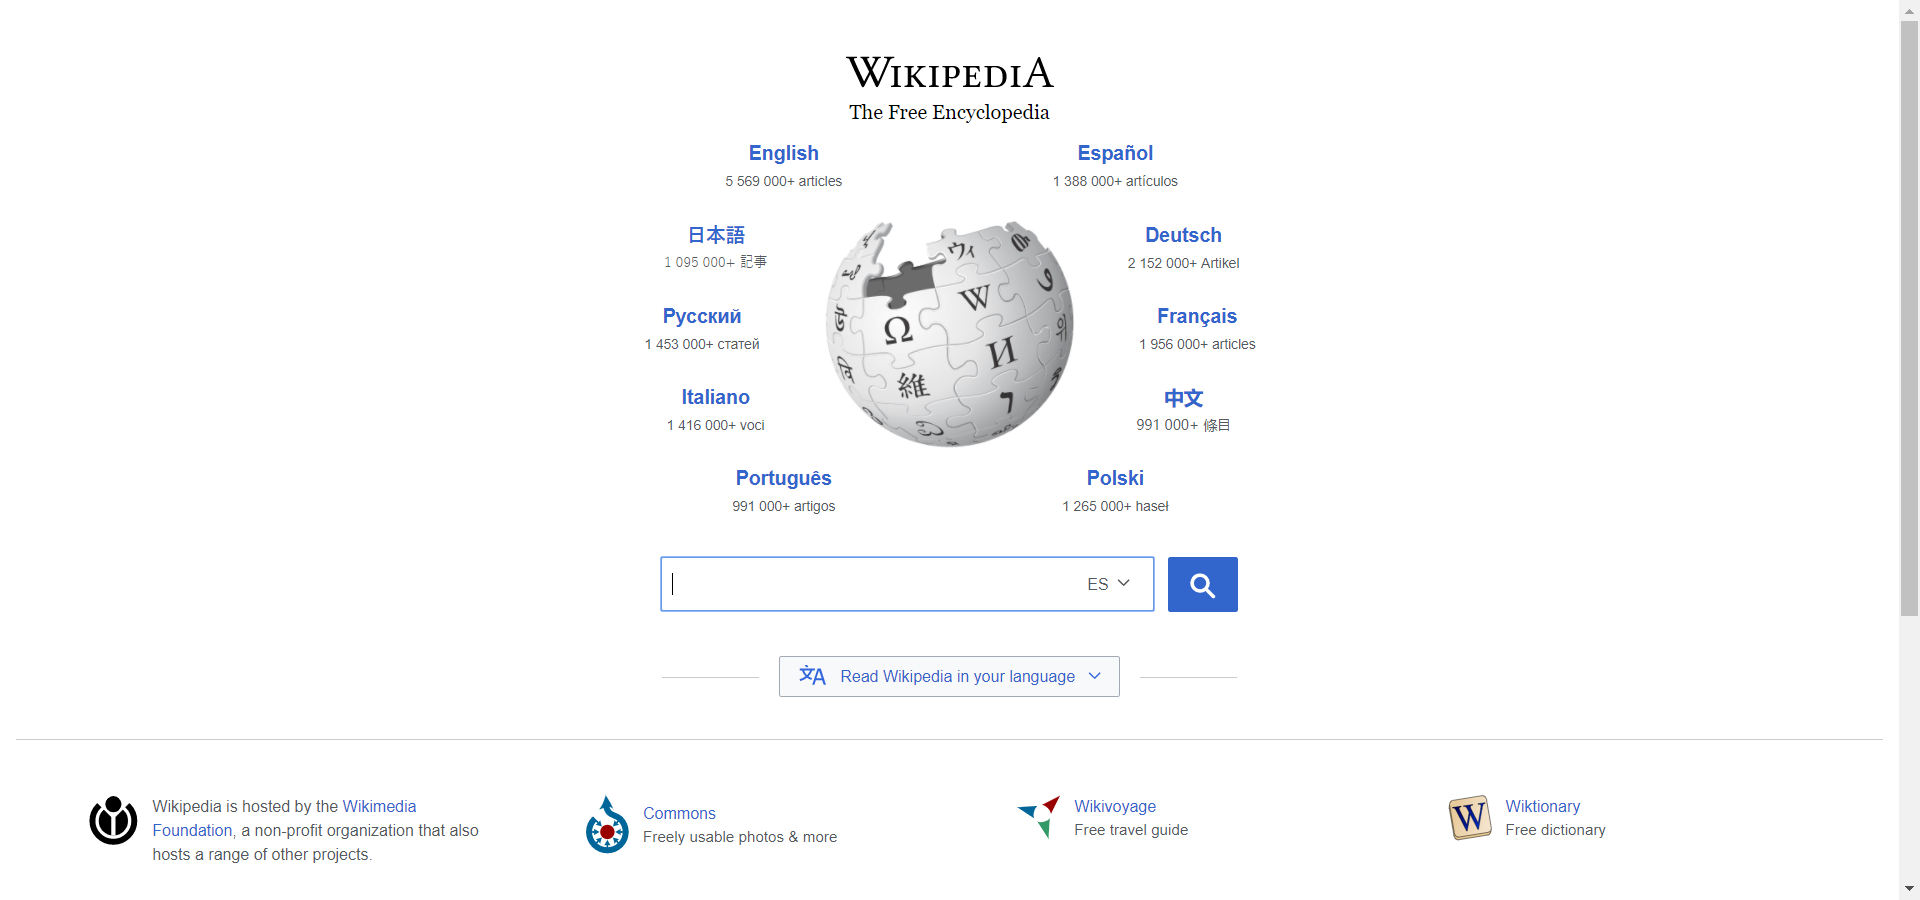 WIKIPEDIA
The Free Encyclopedia
English
5 569 000+ articles
Español
1 388 000+ artículos
日本語
1 095 000+ 記事
Deutsch
2 152 000+ Artikel
Русский
1 453 000+ статей
Français
1 956 000+ articles
Italiano
1 416 000+ voci
中文
991 000+ 條目
Português
991 000+ artigos
Polski
1 265 000+ haseł
Ω
W
И
維
ウィ
ES
Read Wikipedia in your language
Wikipedia is hosted by the Wikimedia
Foundation, a non-profit organization that also
hosts a range of other projects.
Commons
Freely usable photos & more
Wikivoyage
Free travel guide
W
Wiktionary
Free dictionary